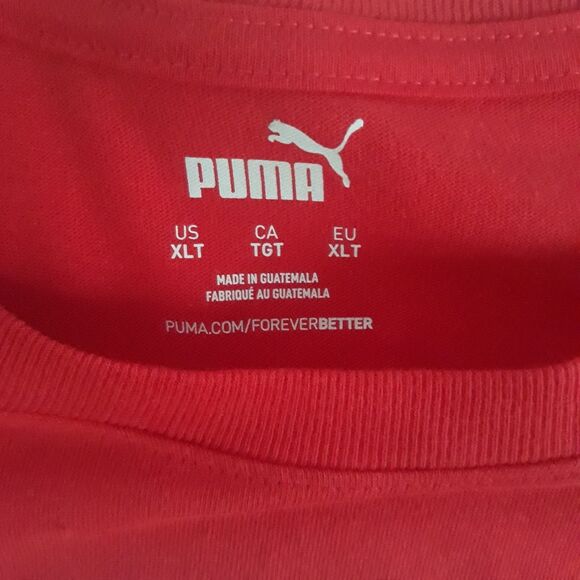 PUMA
US CA EU
XLT TGT XLT
MADE IN GUATEMALA
FABRIQUÉ AU GUATEMALA
PUMA.COM/FOREVERBETTER